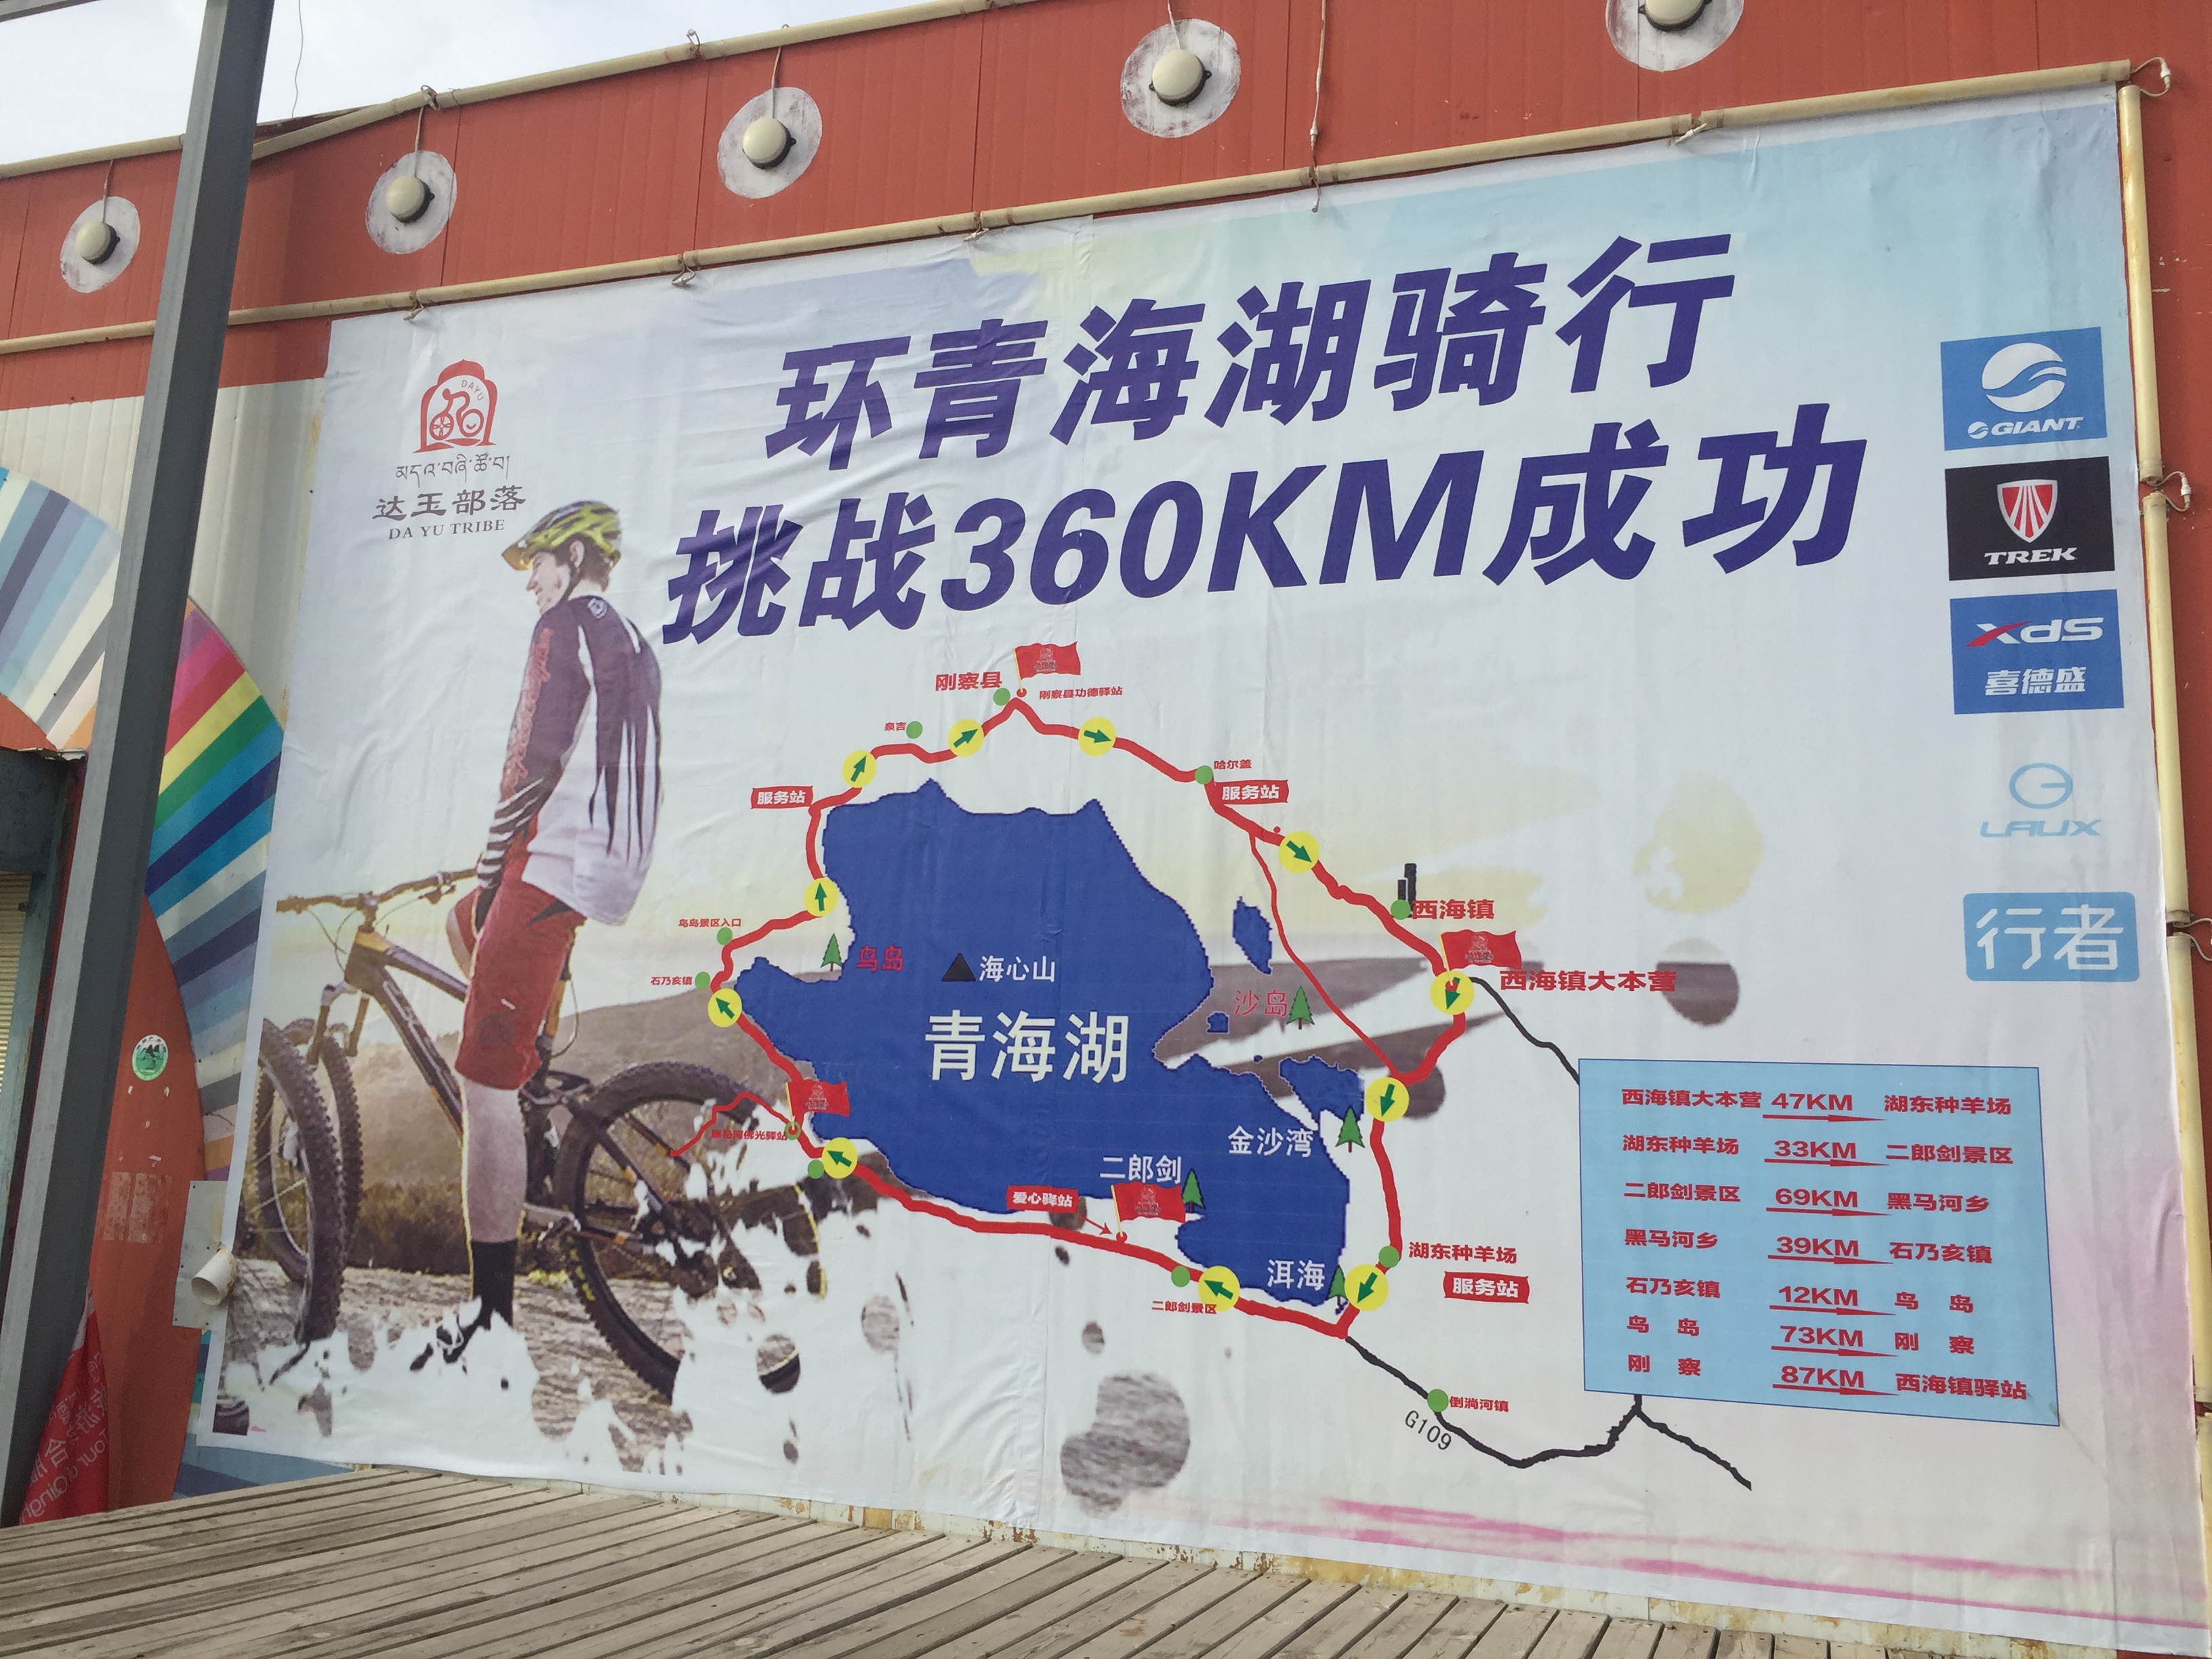 环青海湖骑行
挑战360KM成功
DAYU
མདའ་བཞི་ཚོ་བ།
达玉部落
DA YU TRIBE
GIANT
TREK
XdS
喜德盛
LAUX
行者
刚察县
刚察县功德驿站
泉吉
哈尔盖
服务站
服务站
西海镇
西海镇大本营
鸟岛景区入口
石乃亥镇
鸟岛
海心山
沙岛
青海湖
金沙湾
二郎剑
爱心驿站
洱海
湖东种羊场
服务站
二郎剑景区
倒淌河镇
G109
西海镇大本营 47KM 湖东种羊场
湖东种羊场 33KM 二郎剑景区
二郎剑景区 69KM 黑马河乡
黑马河乡 39KM 石乃亥镇
石乃亥镇 12KM 鸟 岛
鸟 岛 73KM 刚 察
刚 察 87KM 西海镇驿站